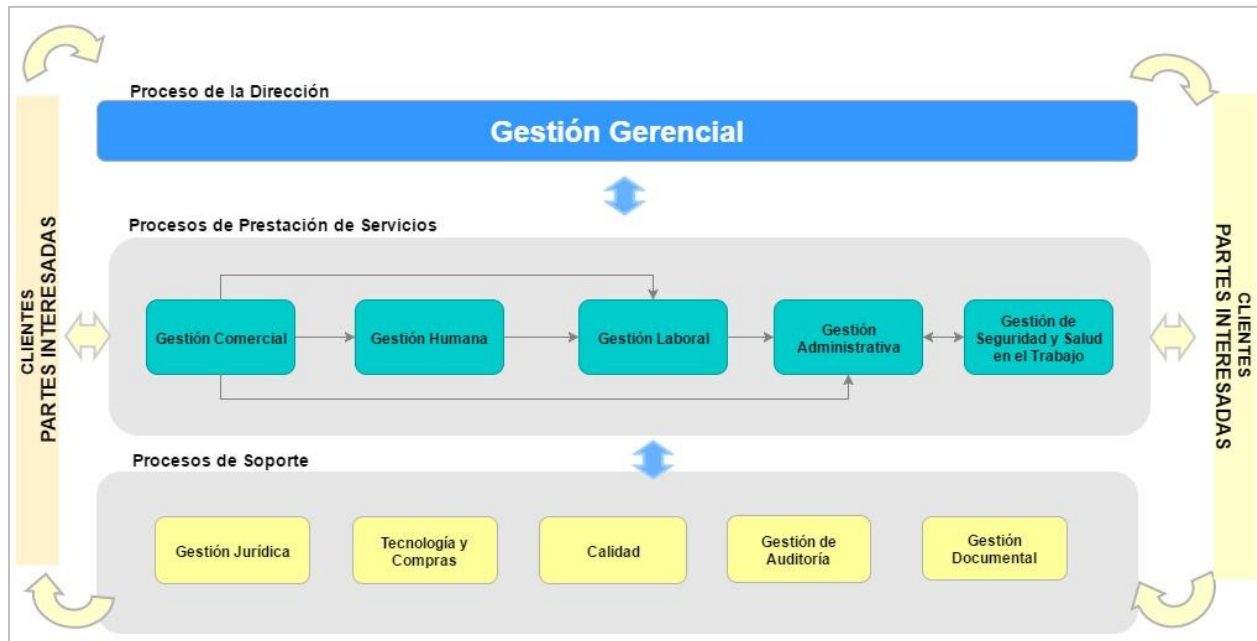 Proceso de la Dirección
Gestión Gerencial
Procesos de Prestación de Servicios
CLIENTES
PARTES INTERESADAS
Gestión Comercial
Gestión Humana
Gestión Laboral
Gestión
Administrativa
Gestión de
Seguridad y Salud
en el Trabajo
CLIENTES
PARTES INTERESADAS
Procesos de Soporte
Gestión Jurídica
Tecnología y
Compras
Calidad
Gestión de
Auditoría
Gestión
Documental